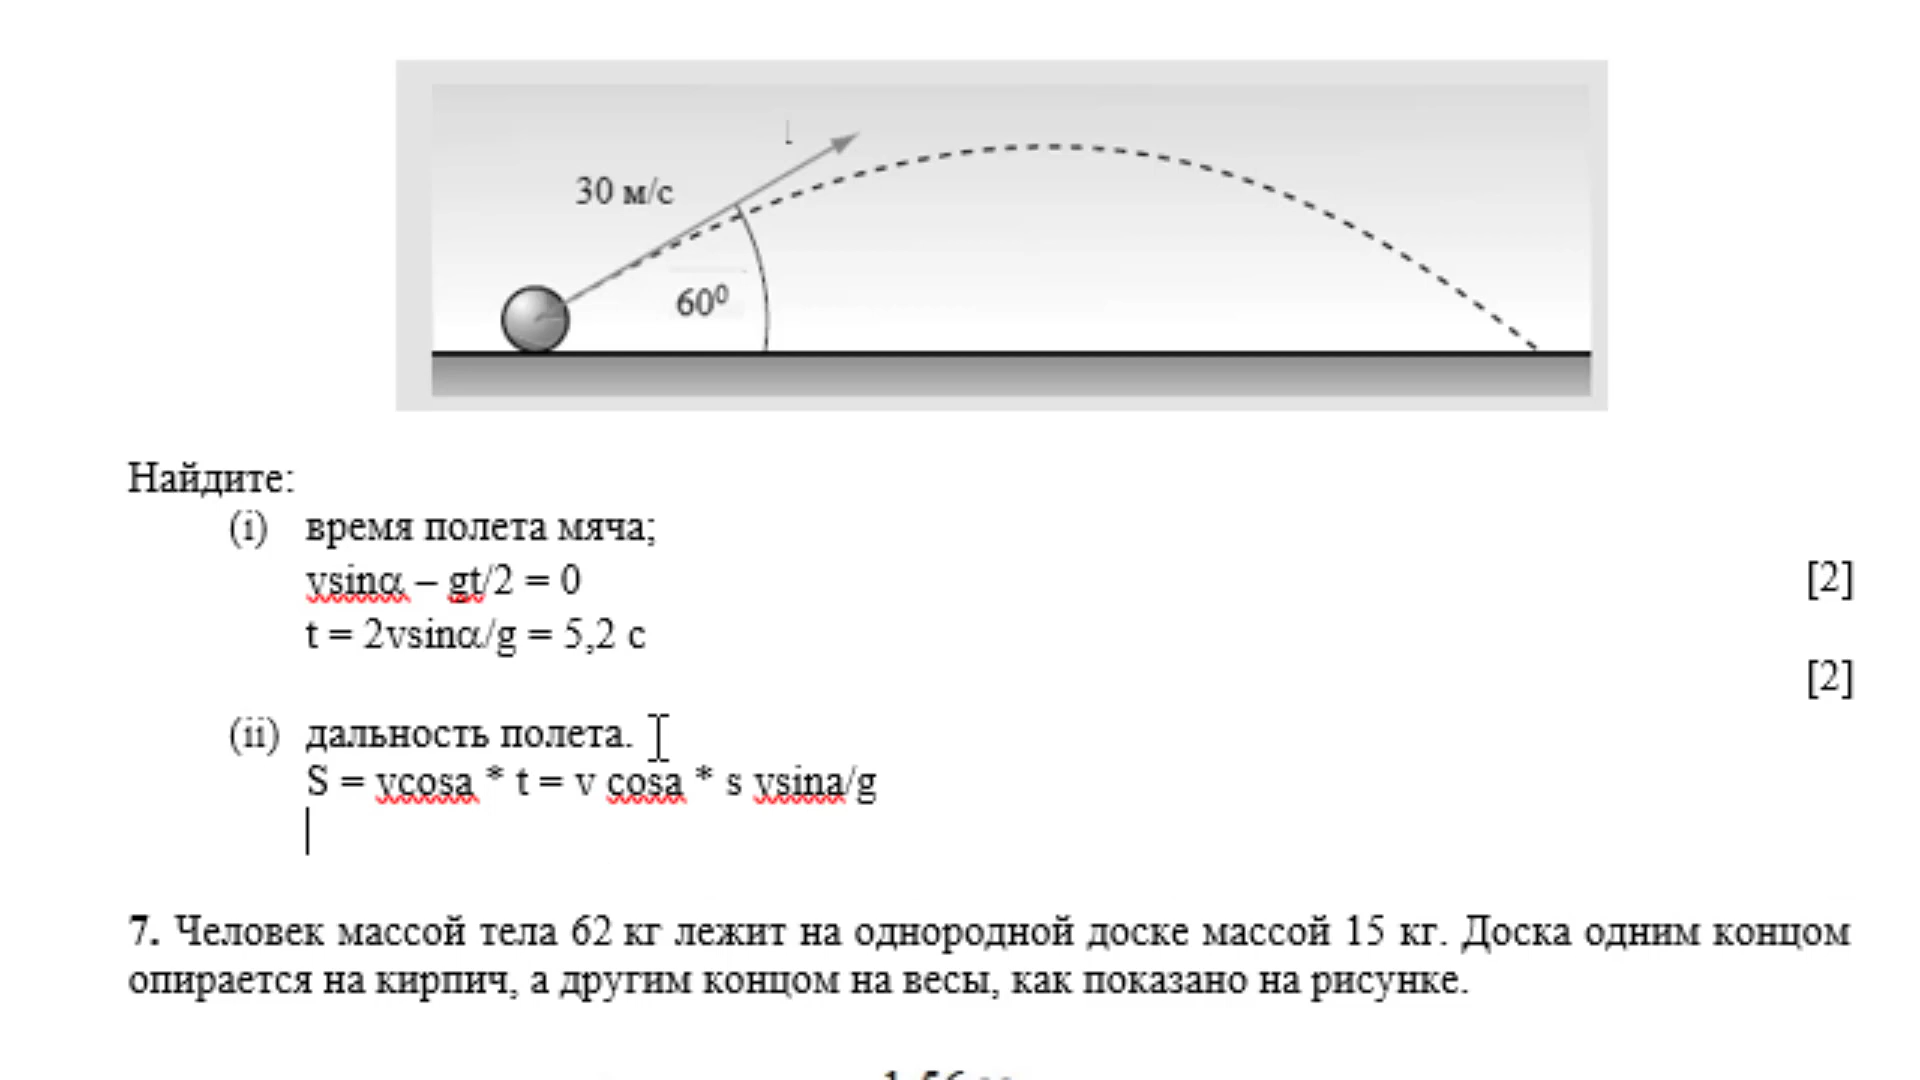 30 м/с
60⁰
Найдите:
(i) время полета мяча;
vsinα – gt/2 = 0 [2]
t = 2vsinα/g = 5,2 с
[2]
(ii) дальность полета.
S = vcosa * t = v cosa * s vsina/g
7. Человек массой тела 62 кг лежит на однородной доске массой 15 кг. Доска одним концом
опирается на кирпич, а другим концом на весы, как показано на рисунке.